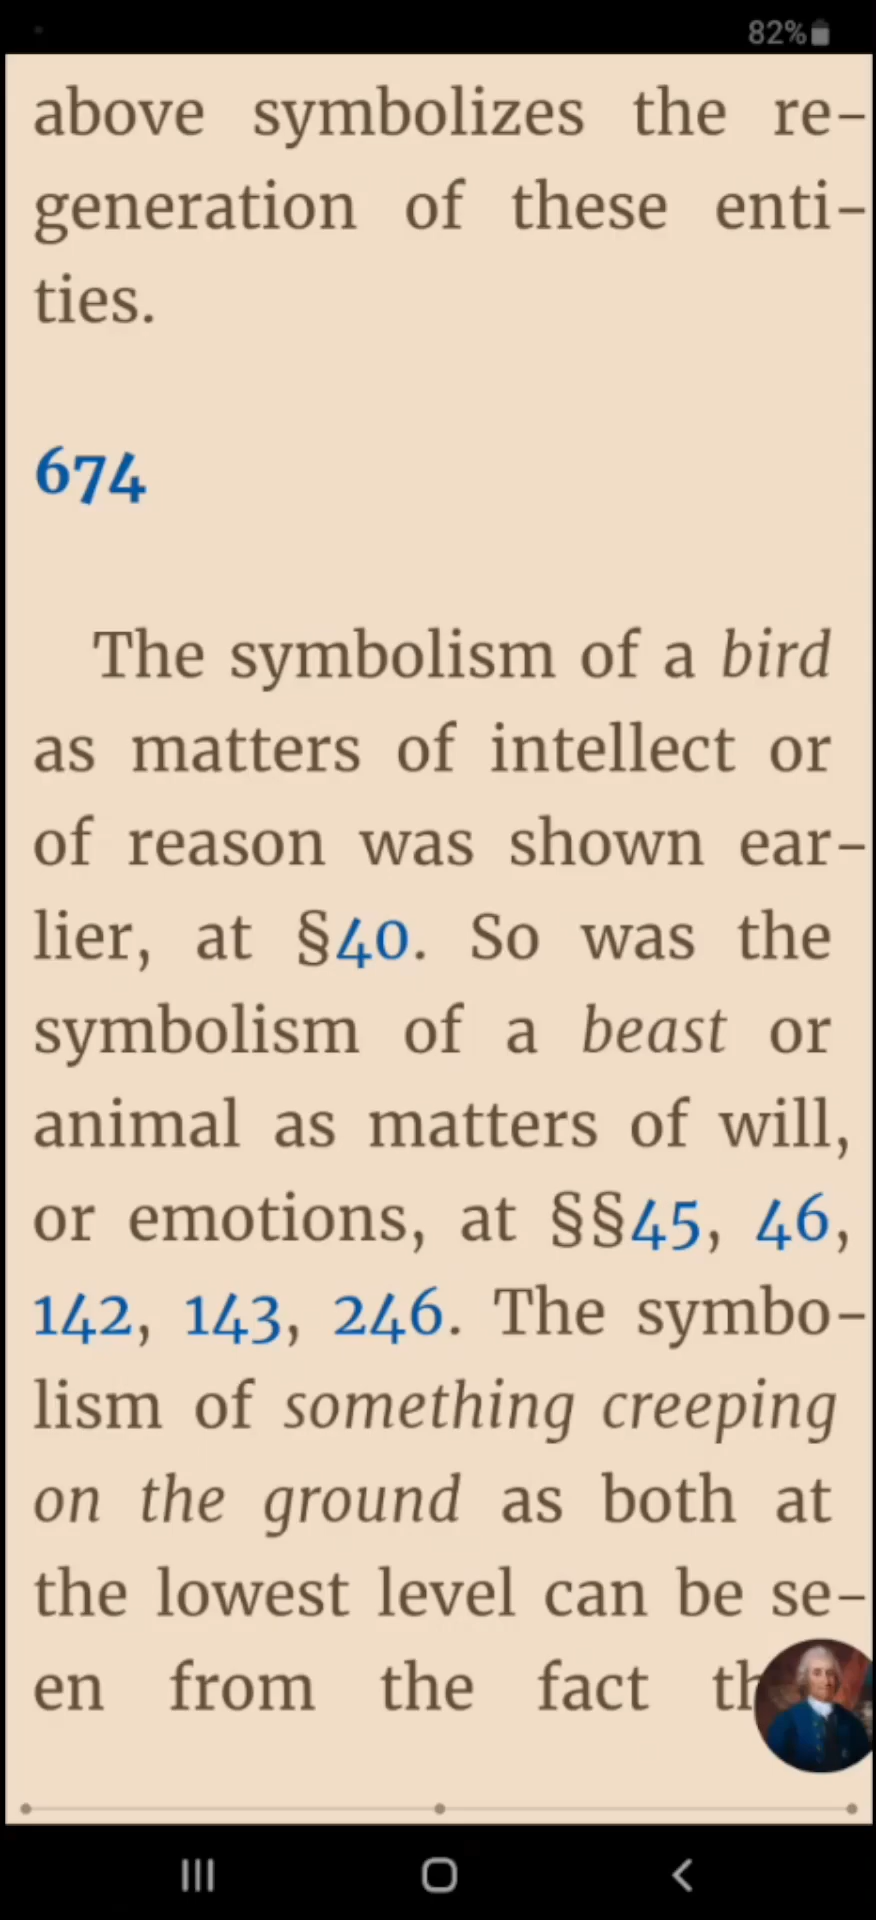 82%
above symbolizes the re-
generation of these enti-
ties.
674
The symbolism of a bird
as matters of intellect or
of reason was shown ear-
lier, at §40. So was the
symbolism of a beast or
animal as matters of will,
or emotions, at §§45, 46,
142, 143, 246. The symbo-
lism of something creeping
on the ground as both at
the lowest level can be se-
en from the fact